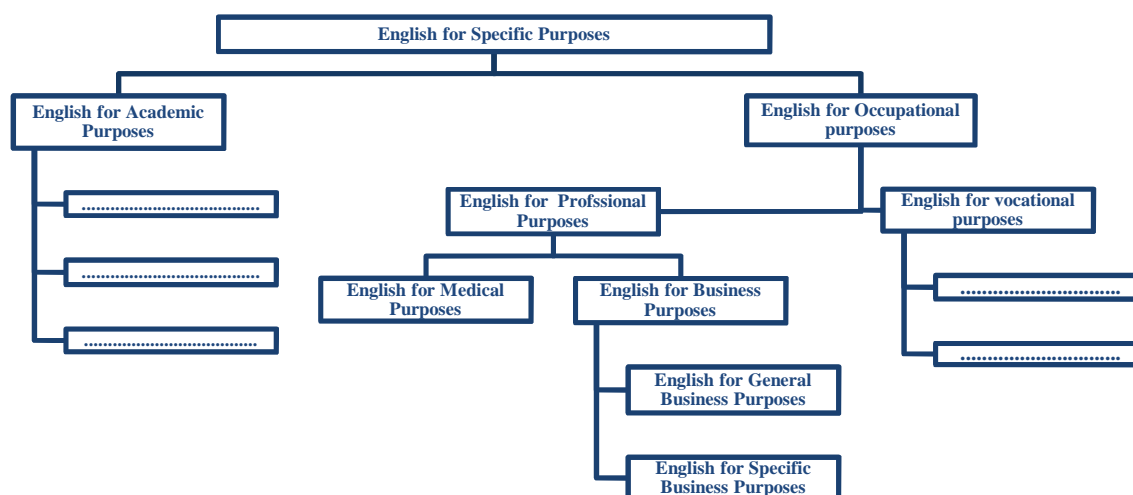 English for Specific Purposes
English for Academic
Purposes
English for Occupational
purposes
.......................................
English for  Profssional
Purposes
English for vocational
purposes
.......................................
English for Medical
Purposes
English for Business
Purposes
...................................
......................................
English for General
Business Purposes
...................................
English for Specific
Business Purposes